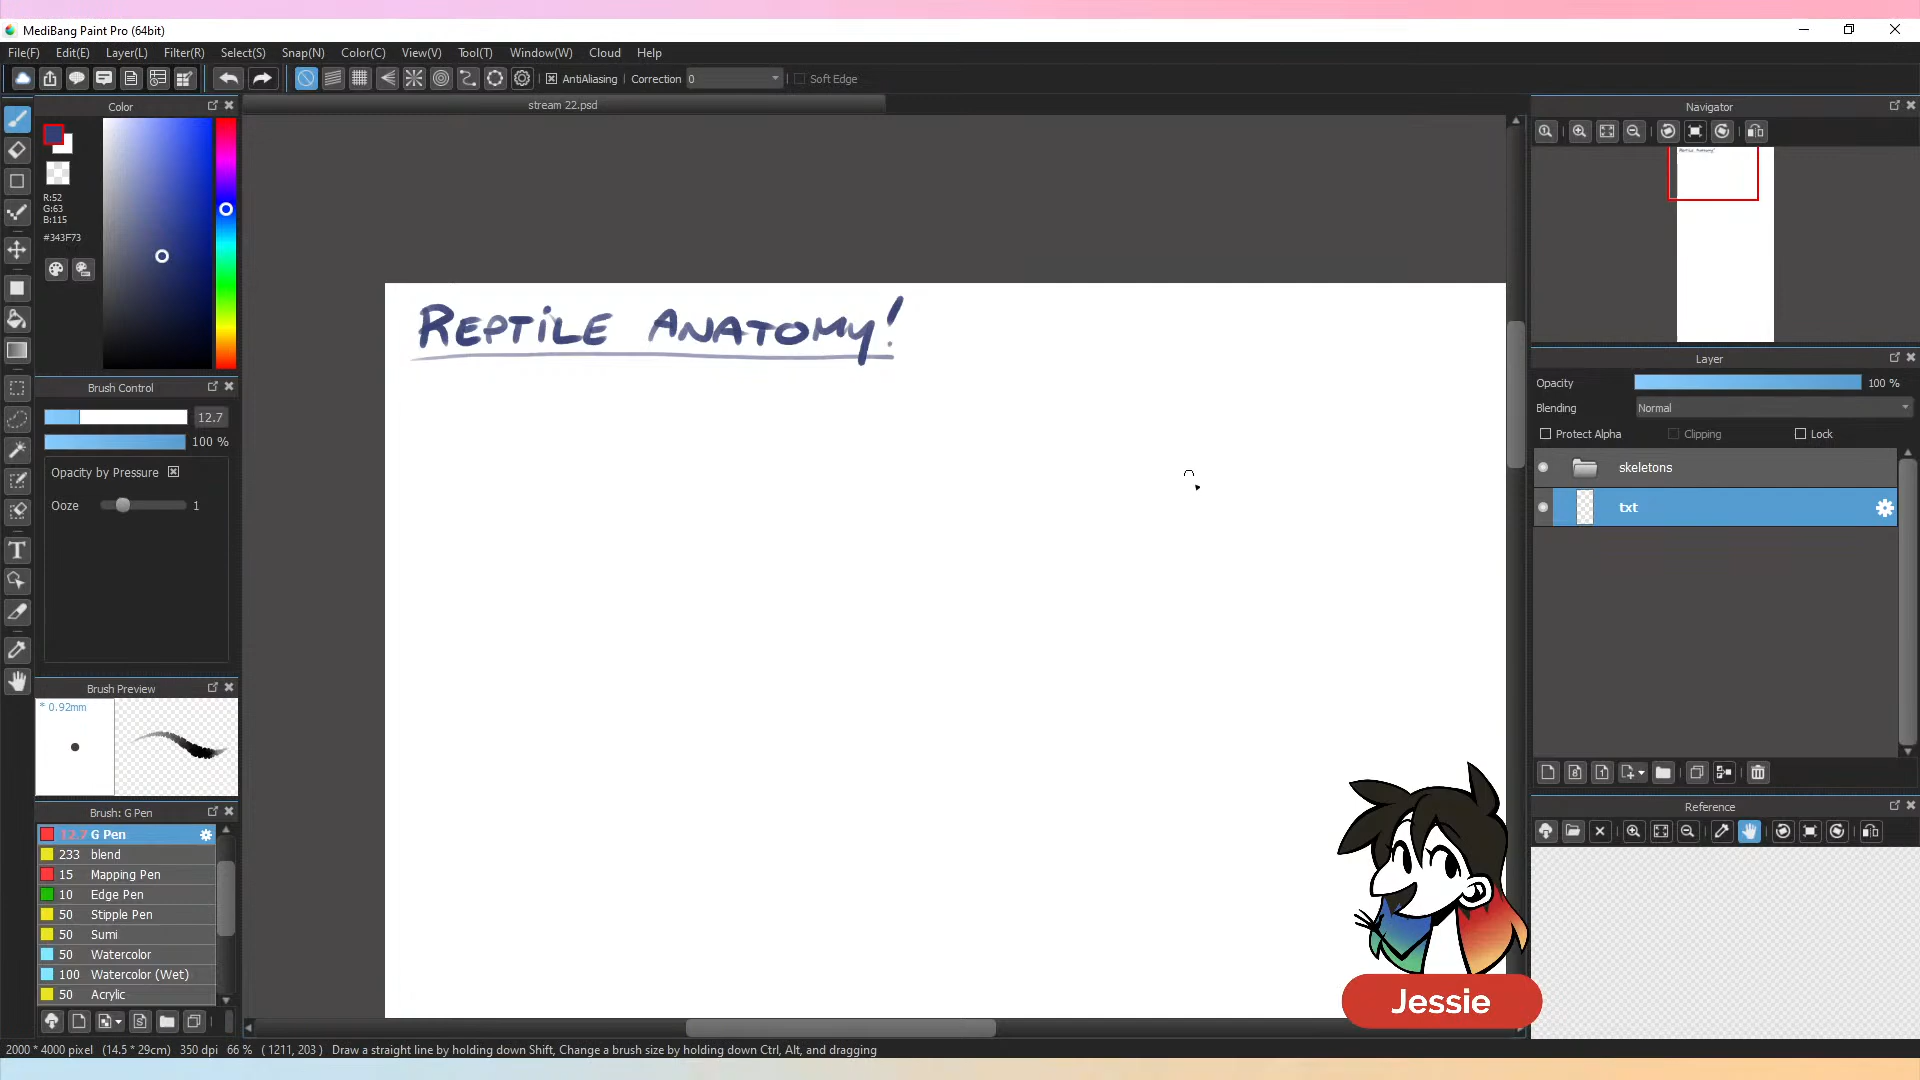 MediBang Paint Pro (64bit)
File(F) Edit(E) Layer(L) Filter(R) Select(S) Snap(N) Color(C) View(V) Tool(T) Window(W) Cloud Help
AntiAliasing Correction 0 Soft Edge
Color
stream 22.psd
Navigator
R:52
G:63
B:115
#343F73
REPTILE ANATOMY!
Layer
Opacity 100 %
Blending Normal
Protect Alpha Clipping Lock
skeletons
txt
Brush Control
12.7
100 %
Opacity by Pressure
Ooze 1
Brush Preview
* 0.92mm
Brush: G Pen
12.7 G Pen
233 blend
15 Mapping Pen
10 Edge Pen
50 Stipple Pen
50 Sumi
50 Watercolor
100 Watercolor (Wet)
50 Acrylic
Reference
Jessie
2000 * 4000 pixel (14.5 * 29cm) 350 dpi 66 % ( 1211, 203 ) Draw a straight line by holding down Shift, Change a brush size by holding down Ctrl, Alt, and dragging